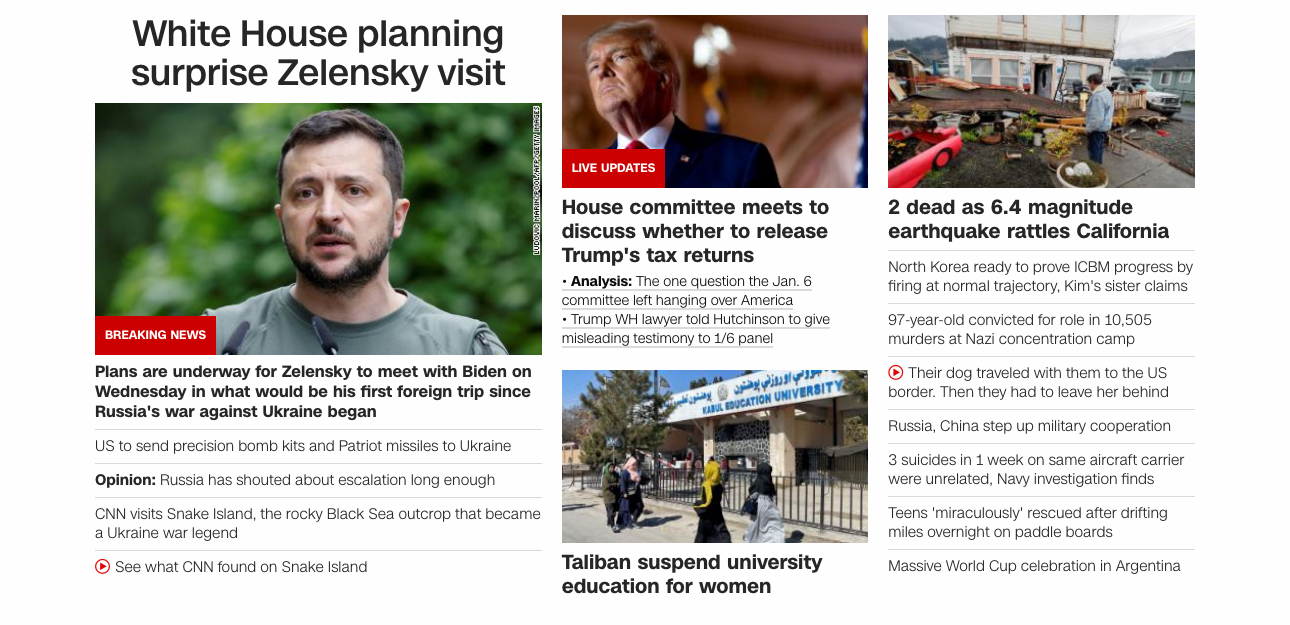 White House planning
surprise Zelensky visit
LUDOVIC MARIN/POOL/AFP/GETTY IMAGES
BREAKING NEWS
Plans are underway for Zelensky to meet with Biden on
Wednesday in what would be his first foreign trip since
Russia's war against Ukraine began
US to send precision bomb kits and Patriot missiles to Ukraine
Opinion: Russia has shouted about escalation long enough
CNN visits Snake Island, the rocky Black Sea outcrop that became
a Ukraine war legend
See what CNN found on Snake Island
LIVE UPDATES
House committee meets to
discuss whether to release
Trump's tax returns
• Analysis: The one question the Jan. 6
committee left hanging over America
• Trump WH lawyer told Hutchinson to give
misleading testimony to 1/6 panel
KABUL EDUCATION UNIVERSITY
Taliban suspend university
education for women
2 dead as 6.4 magnitude
earthquake rattles California
North Korea ready to prove ICBM progress by
firing at normal trajectory, Kim's sister claims
97-year-old convicted for role in 10,505
murders at Nazi concentration camp
Their dog traveled with them to the US
border. Then they had to leave her behind
Russia, China step up military cooperation
3 suicides in 1 week on same aircraft carrier
were unrelated, Navy investigation finds
Teens 'miraculously' rescued after drifting
miles overnight on paddle boards
Massive World Cup celebration in Argentina